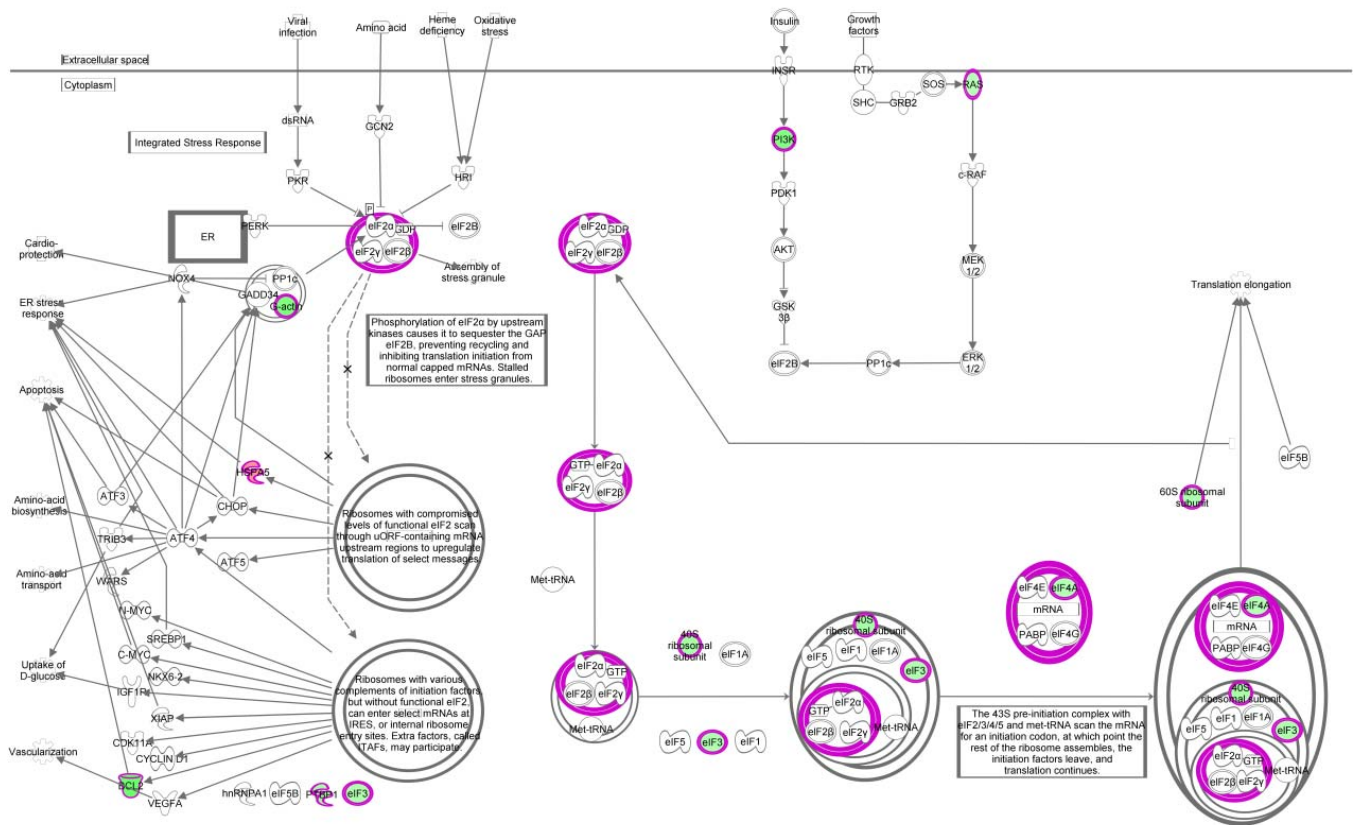 Viral
infection
Amino acid
Heme
deficiency
Oxidative
stress
Insulin
Growth
factors
Extracellular space
Cytoplasm
INSR
RTK
SOS
RAS
SHC
GRB2
dsRNA
GCN2
Integrated Stress Response
PI3K
PKR
HRI
PDK1
c-RAF
P
eIF2α
GDP
eIF2γ
eIF2β
eIF2B
PERK
ER
eIF2α
GDP
eIF2γ
eIF2β
AKT
MEK
1/2
Cardio-
protection
NOX4
PP1c
GADD34
G-actin
Assembly of
stress granule
ER stress
response
GSK
3β
Translation elongation
Phosphorylation of eIF2α by upstream
kinases causes it to sequester the GAP
eIF2B, preventing recycling and
inhibiting translation initiation from
normal capped mRNAs. Stalled
ribosomes enter stress granules.
eIF2B
PP1c
ERK
1/2
Apoptosis
eIF5B
HSPA5
GTP
eIF2α
eIF2γ
eIF2β
60S ribosomal
subunit
ATF3
Amino-acid
biosynthesis
CHOP
TRIB3
ATF4
ATF5
Ribosomes with compromised
levels of functional eIF2 scan
through uORF-containing mRNA
upstream regions to upregulate
translation of select messages
Amino-acid
transport
WARS
Met-tRNA
eIF4E
eIF4A
mRNA
PABP
eIF4G
eIF4E
eIF4A
mRNA
PABP
eIF4G
N-MYC
SREBP1
C-MYC
NKX6-2
IGF1R
XIAP
CDK11A
CYCLIN D1
BCL2
VEGFA
Uptake of
D-glucose
Vascularization
Ribosomes with various
complements of initiation factors,
but without functional eIF2,
can enter select mRNAs at
IRES, or internal ribosome
entry sites. Extra factors, called
ITAFs, may participate.
hnRNPA1
eIF5B
PTBP1
eIF3
eIF2α
GTP
eIF2β
eIF2γ
Met-tRNA
40S
ribosomal
subunit
eIF1A
eIF5
eIF3
eIF1
40S
ribosomal subunit
eIF5
eIF1
eIF1A
eIF3
GTP
eIF2α
eIF2β
eIF2γ
Met-tRNA
The 43S pre-initiation complex with
eIF2/3/4/5 and met-tRNA scan the mRNA
for an initiation codon, at which point the
rest of the ribosome assembles, the
initiation factors leave, and
translation continues.
40S
ribosomal subunit
eIF5
eIF1
eIF1A
eIF3
eIF2α
GTP
eIF2β
eIF2γ
Met-tRNA